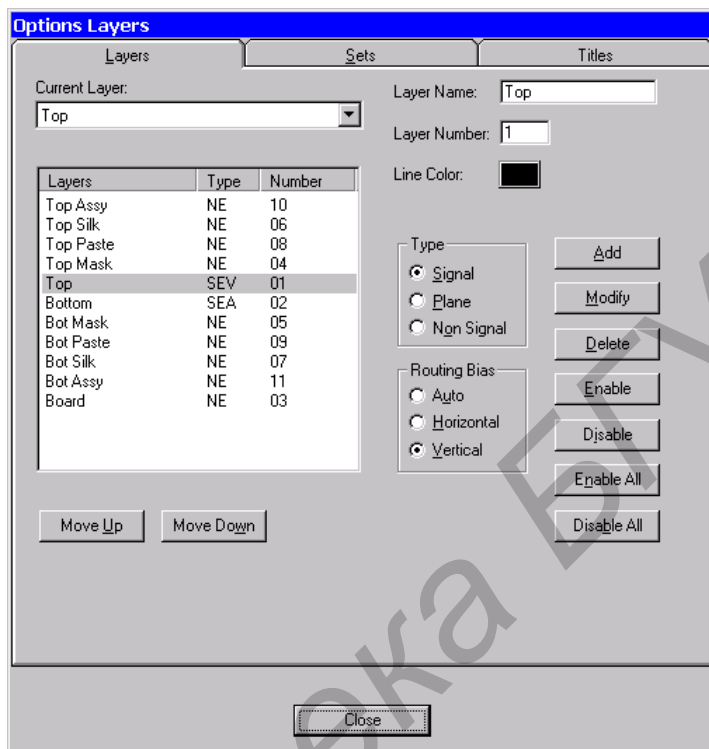 Options Layers
Layers Sets Titles
Current Layer:
Top
Layer Name: Top
Layer Number: 1
Line Color:
Layers Type Number
Top Assy NE 10
Top Silk NE 06
Top Paste NE 08
Top Mask NE 04
Top SEV 01
Bottom SEA 02
Bot Mask NE 05
Bot Paste NE 09
Bot Silk NE 07
Bot Assy NE 11
Board NE 03
Move Up Move Down
Type
Signal
Plane
Non Signal
Routing Bias
Auto
Horizontal
Vertical
Add
Modify
Delete
Enable
Disable
Enable All
Disable All
Close